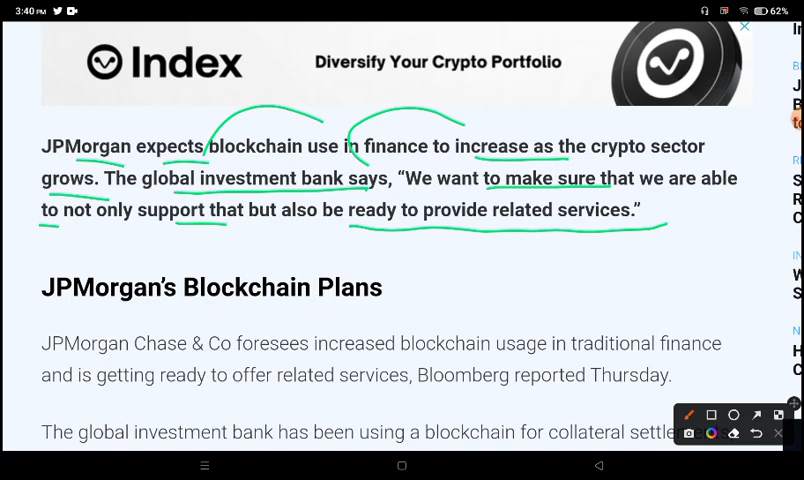 3:40 PM
62%
Index
Diversify Your Crypto Portfolio
JPMorgan expects blockchain use in finance to increase as the crypto sector
grows. The global investment bank says, “We want to make sure that we are able
to not only support that but also be ready to provide related services.”
JPMorgan’s Blockchain Plans
JPMorgan Chase & Co foresees increased blockchain usage in traditional finance
and is getting ready to offer related services, Bloomberg reported Thursday.
The global investment bank has been using a blockchain for collateral settlements